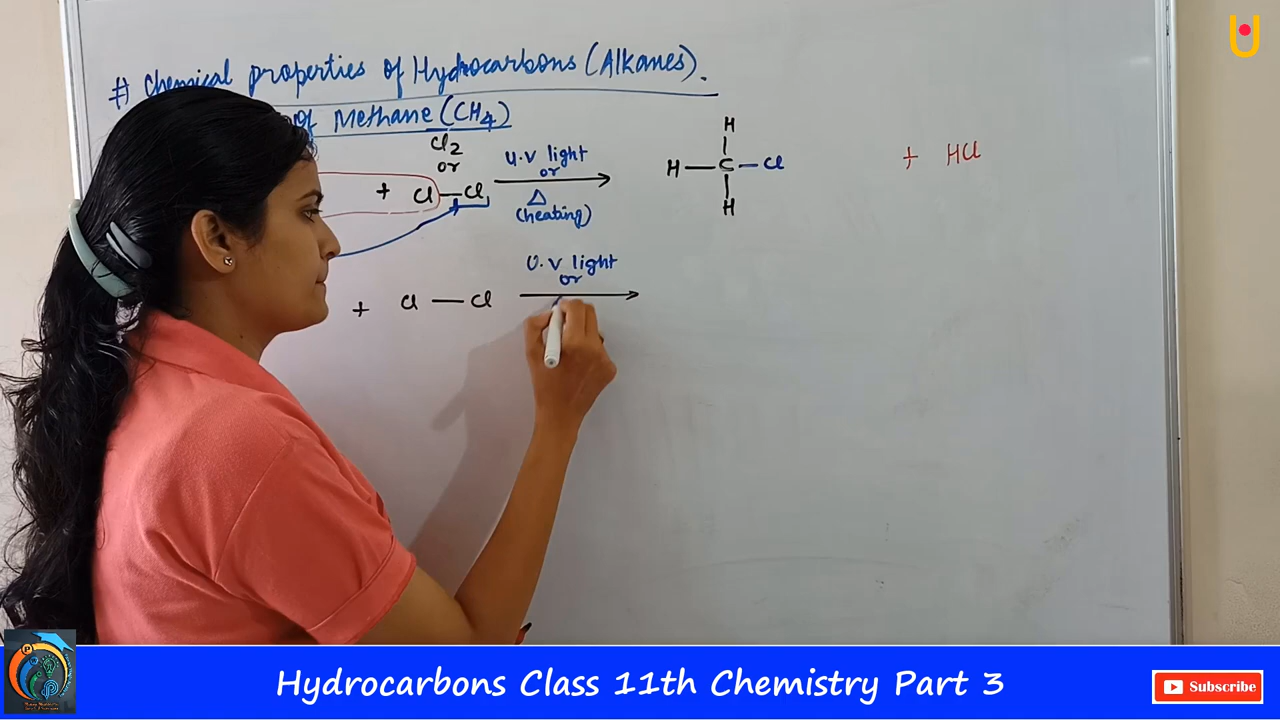 # Chemical properties of Hydrocarbons (Alkanes).
of Methane (CH4)
Cl2
or
+ Cl — Cl
U.V light
or
Δ
(heating)
H
H — C — Cl
H
+ HCl
U.V light
or
+ Cl — Cl
Hydrocarbons Class 11th Chemistry Part 3
Subscribe